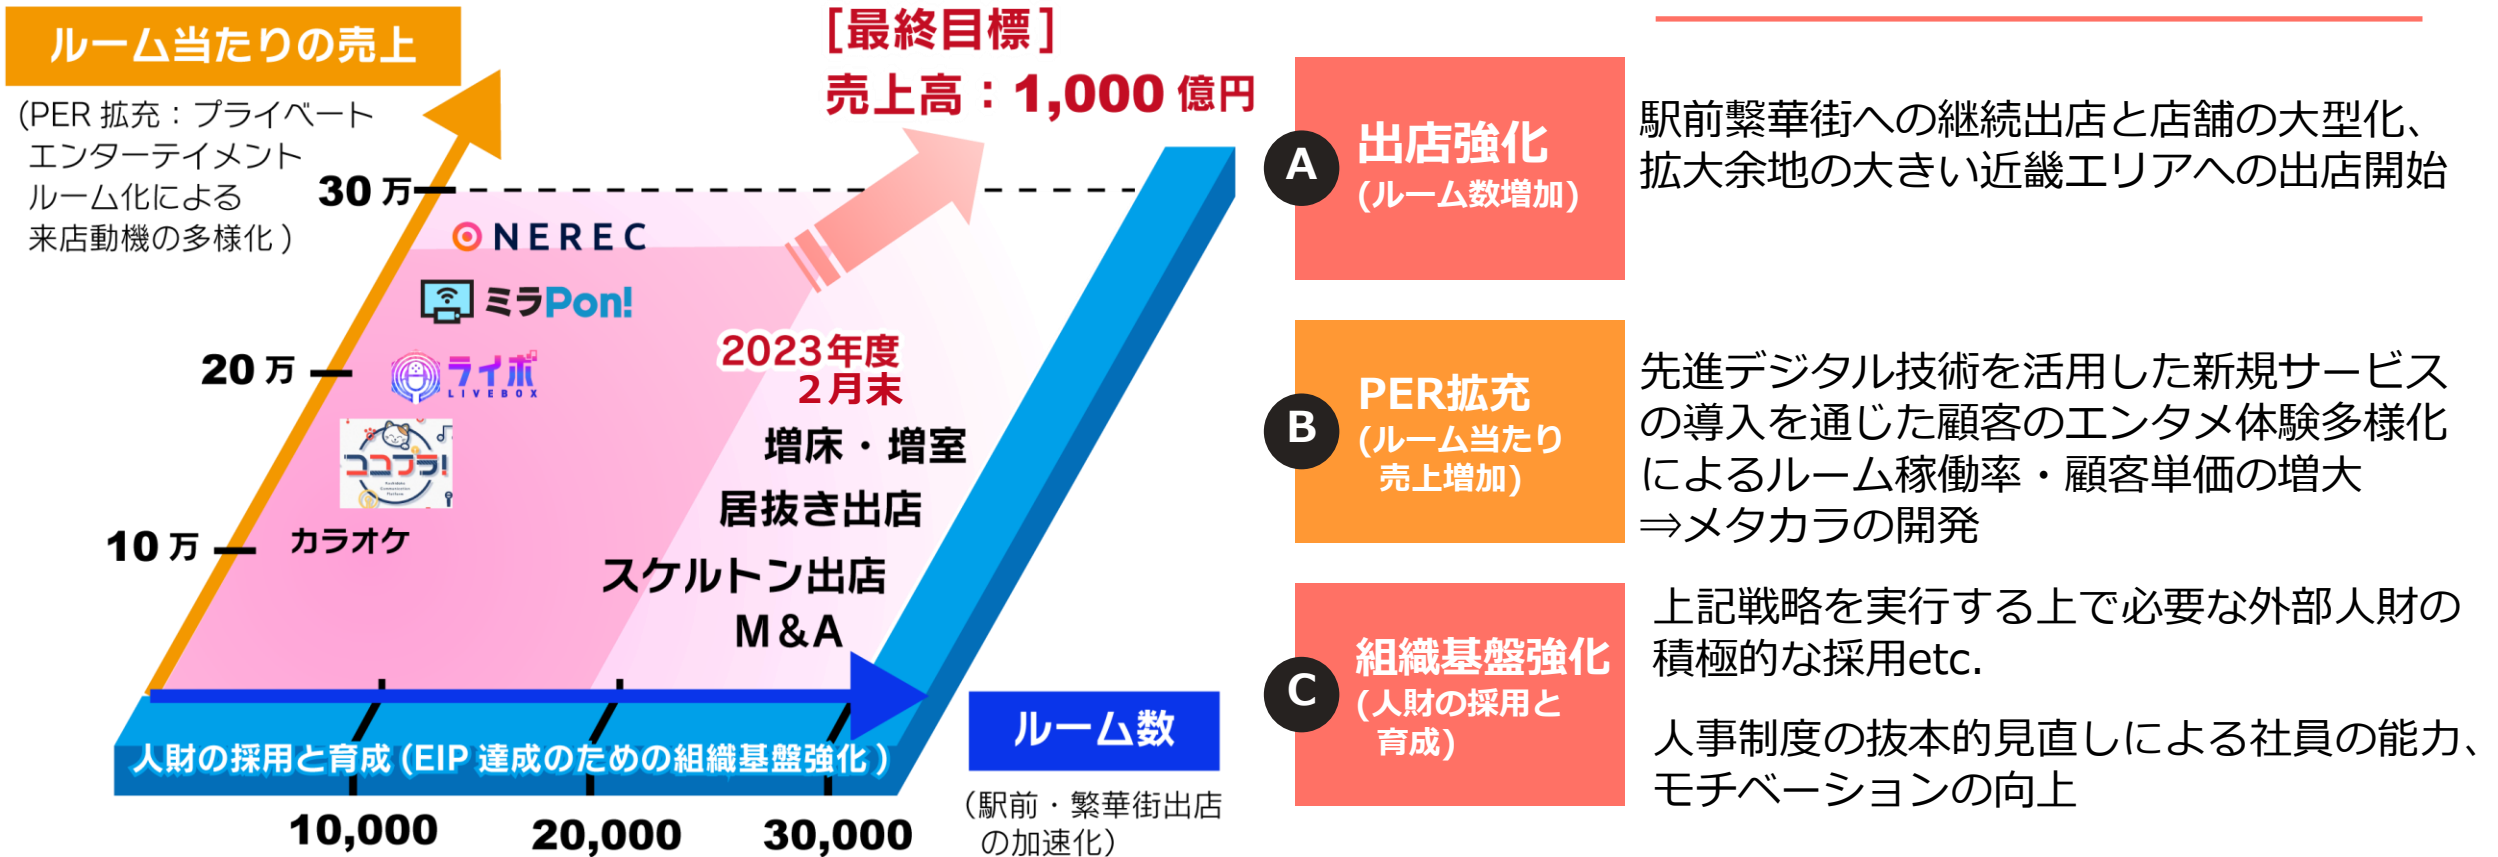 ルーム当たりの売上
(PER 拡充：プライベート
エンターテイメント
ルーム化による
来店動機の多様化 )
[最終目標]
売上高：1,000 億円
30 万
20 万
10 万
NEREC
ミラPon!
ライボ
LIVEBOX
ココプラ!
カラオケ
2023年度
２月末
増床・増室
居抜き出店
スケルトン出店
M&A
人財の採用と育成 (EIP 達成のための組織基盤強化 )
10,000
20,000
30,000
ルーム数
（駅前・繁華街出店
の加速化）
A
出店強化
(ルーム数増加)
駅前繫華街への継続出店と店舗の大型化、
拡大余地の大きい近畿エリアへの出店開始
B
PER拡充
(ルーム当たり
売上増加)
先進デジタル技術を活用した新規サービス
の導入を通じた顧客のエンタメ体験多様化
によるルーム稼働率・顧客単価の増大
⇒メタカラの開発
C
組織基盤強化
(人財の採用と
育成)
上記戦略を実行する上で必要な外部人財の
積極的な採用etc.
人事制度の抜本的見直しによる社員の能力、
モチベーションの向上